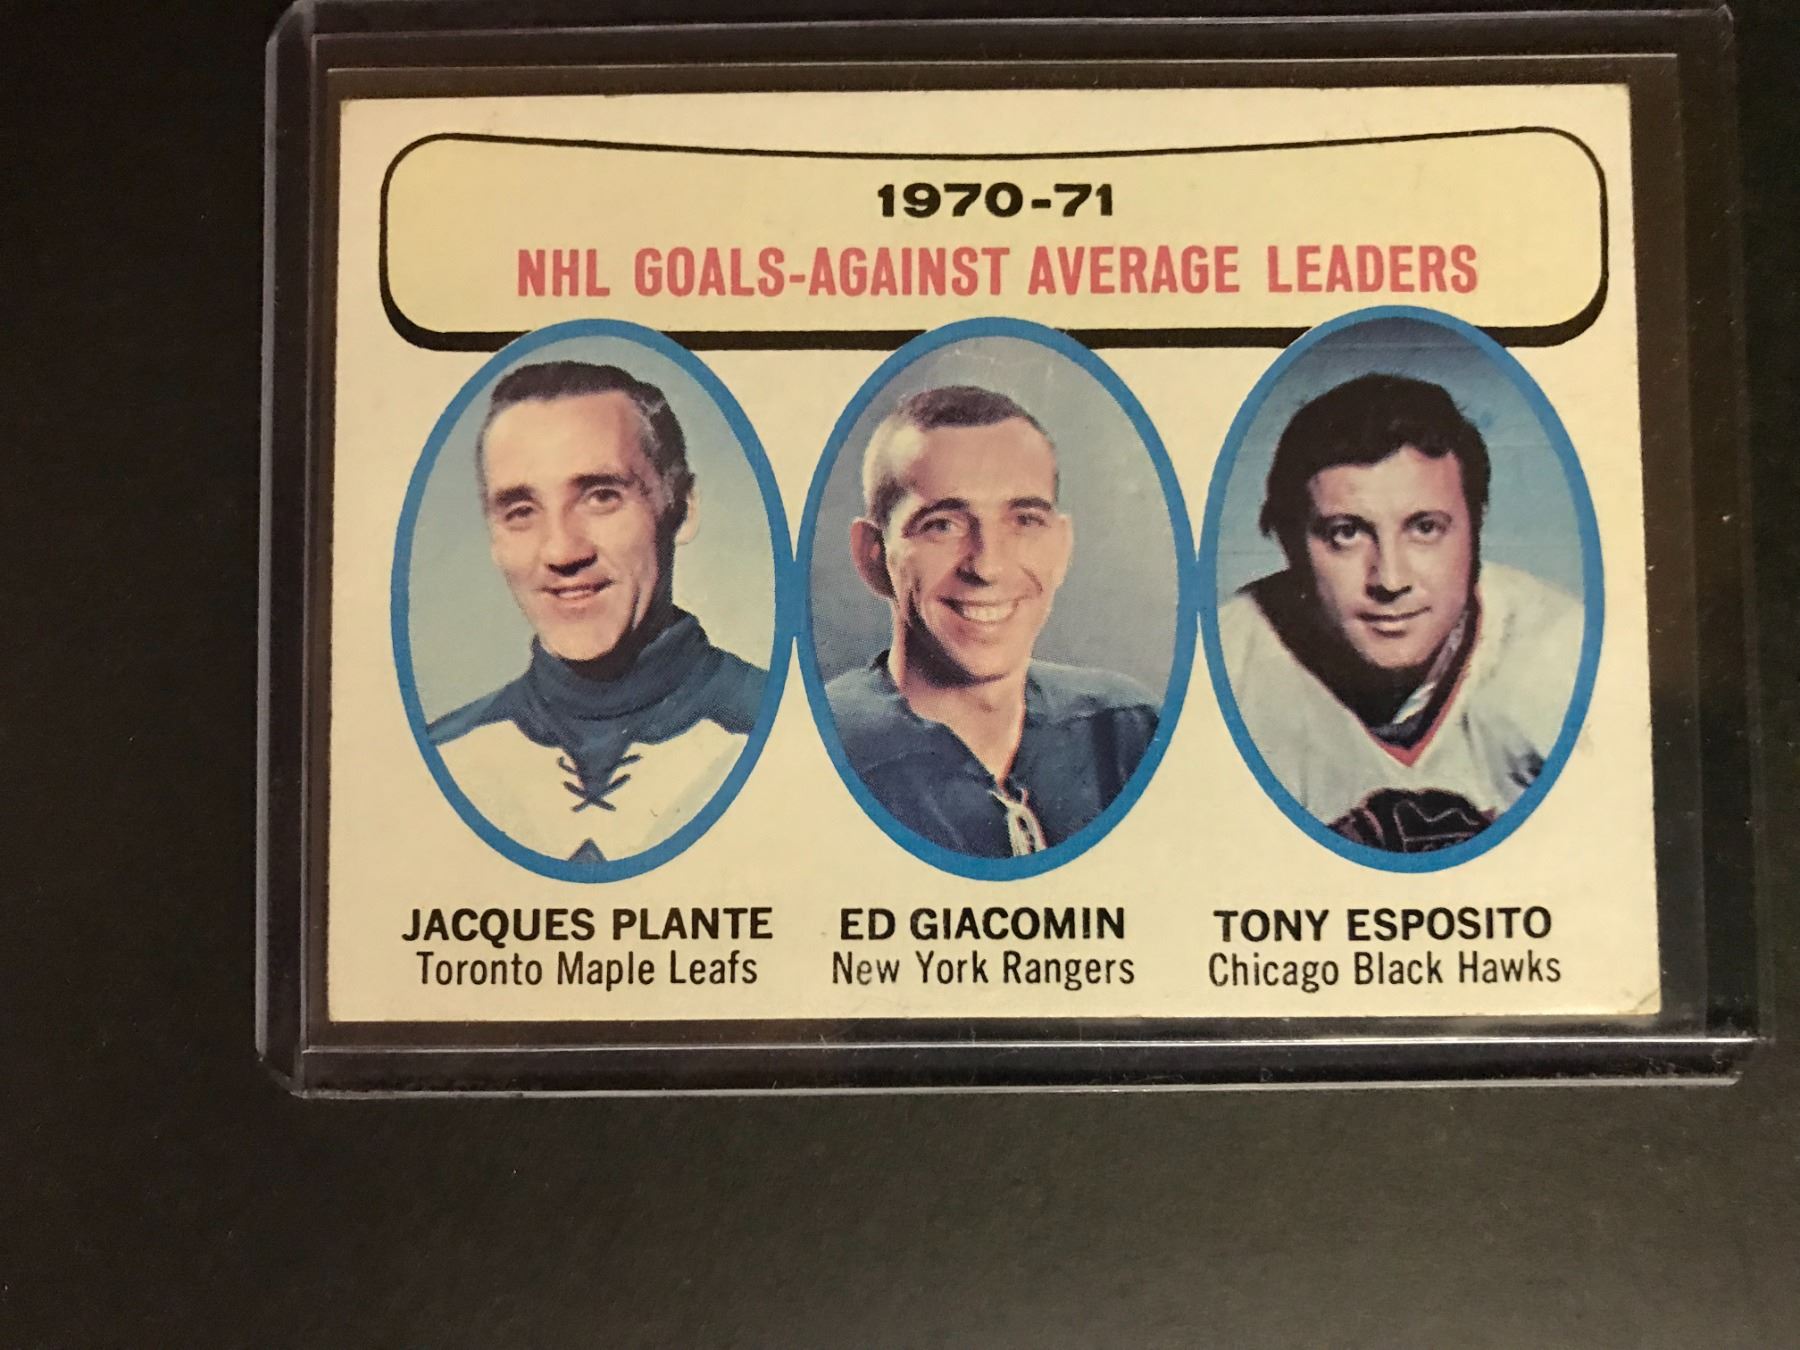 1970-71
NHL GOALS-AGAINST AVERAGE LEADERS
JACQUES PLANTE
Toronto Maple Leafs
ED GIACOMIN
New York Rangers
TONY ESPOSITO
Chicago Black Hawks